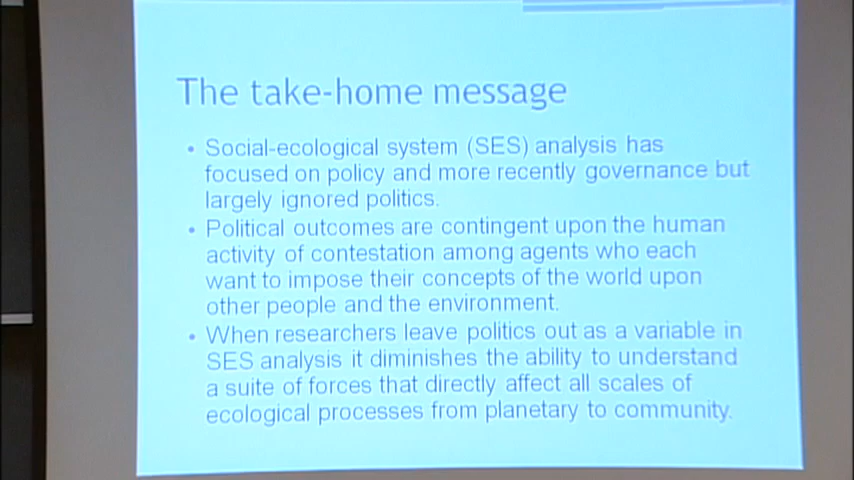 The take-home message
• Social-ecological system (SES) analysis has
focused on policy and more recently governance but
largely ignored politics.
• Political outcomes are contingent upon the human
activity of contestation among agents who each
want to impose their concepts of the world upon
other people and the environment.
• When researchers leave politics out as a variable in
SES analysis it diminishes the ability to understand
a suite of forces that directly affect all scales of
ecological processes from planetary to community.